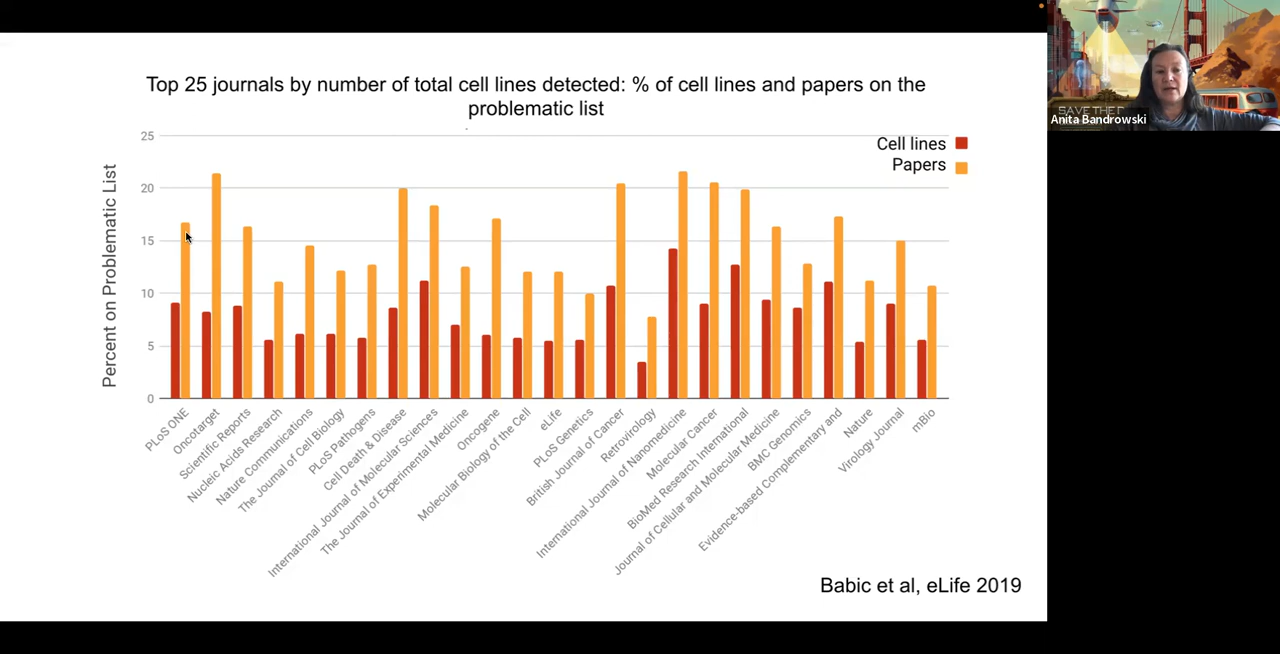 Top 25 journals by number of total cell lines detected: % of cell lines and papers on the
problematic list
Cell lines
Papers
Percent on Problematic List
25
20
15
10
5
0
PLoS ONE
Oncotarget
Scientific Reports
Nucleic Acids Research
Nature Communications
The Journal of Cell Biology
PLoS Pathogens
Cell Death & Disease
International Journal of Molecular Sciences
The Journal of Experimental Medicine
Oncogene
Molecular Biology of the Cell
eLife
PLoS Genetics
British Journal of Cancer
Retrovirology
International Journal of Nanomedicine
Molecular Cancer
BioMed Research International
Journal of Cellular and Molecular Medicine
BMC Genomics
Evidence-based Complementary and
Nature
Virology Journal
mBio
Babic et al, eLife 2019
SAVE THE
Anita Bandrowski